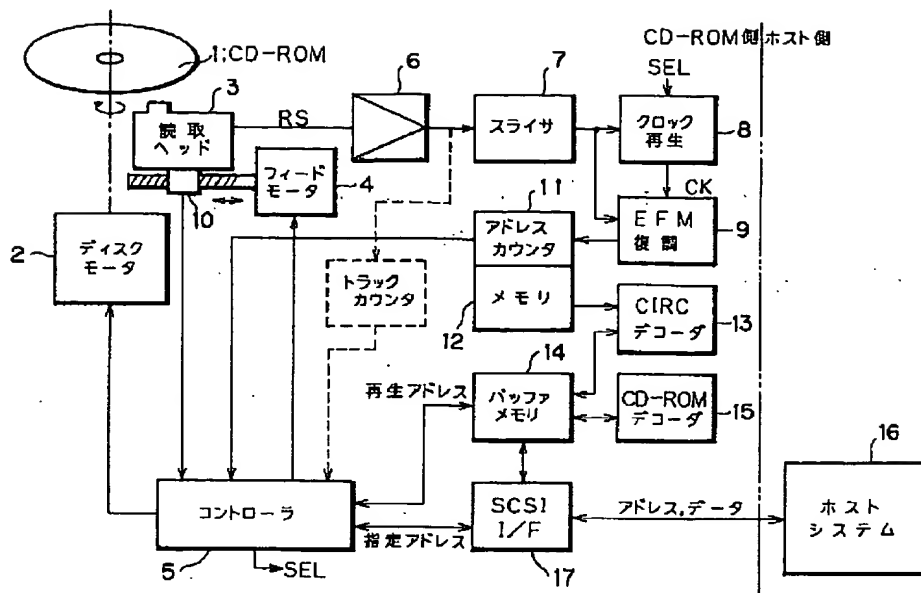 CD-ROM側 ホスト側
1;CD-ROM
SEL
3
6
7
読取
ヘッド
RS
スライサ
クロック
再生
8
フィード
モータ
4
CK
10
11
2
ディスク
モータ
アドレス
カウンタ
EFM
復調
9
トラック
カウンタ
メモリ
12
CIRC
デコーダ
13
14
再生アドレス
バッファ
メモリ
CD-ROM
デコーダ
15
16
コントローラ
指定アドレス
SCSI
I/F
アドレス,データ
ホスト
システム
5
SEL
17